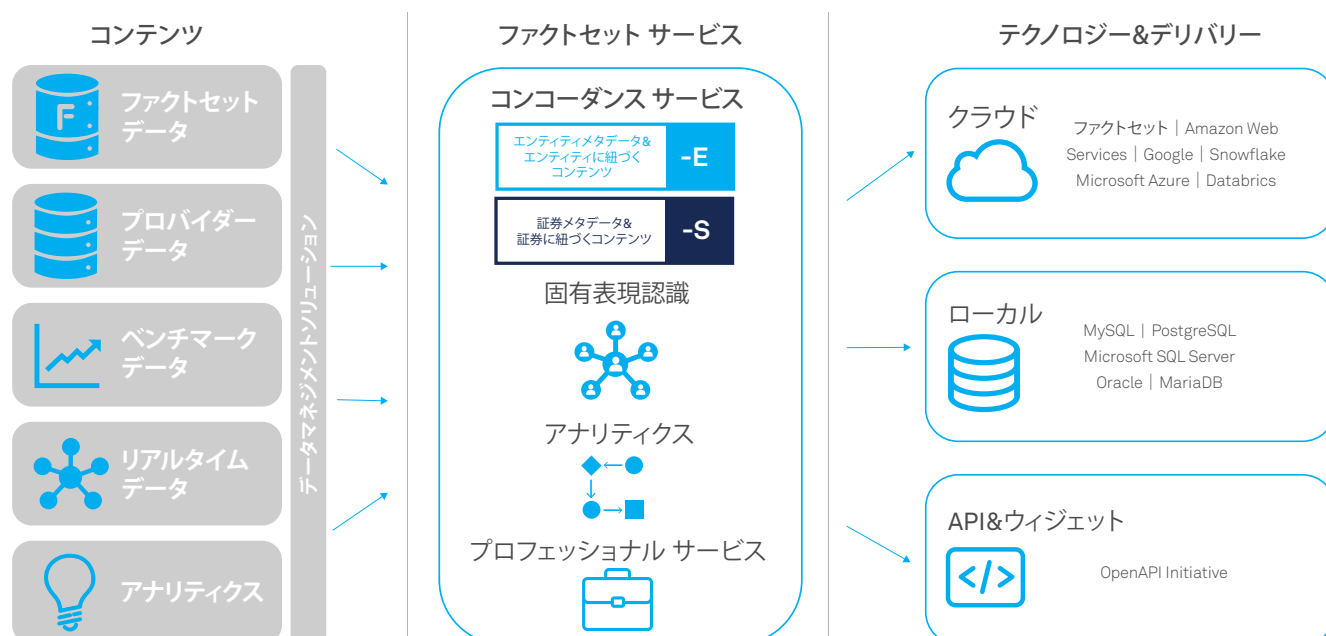 コンテンツ
ファクトセット
データ
プロバイダー
データ
ベンチマーク
データ
リアルタイム
データ
アナリティクス
データマネジメントソリューション
ファクトセット サービス
コンコーダンス サービス
エンティティメタデータ&
エンティティに紐づく
コンテンツ
-E
証券メタデータ&
証券に紐づくコンテンツ
-S
固有表現認識
アナリティクス
プロフェッショナル サービス
テクノロジー&デリバリー
クラウド
ファクトセット | Amazon Web
Services | Google | Snowflake
Microsoft Azure | Databrics
ローカル
MySQL | PostgreSQL
Microsoft SQL Server
Oracle | MariaDB
API&ウィジェット
OpenAPI Initiative